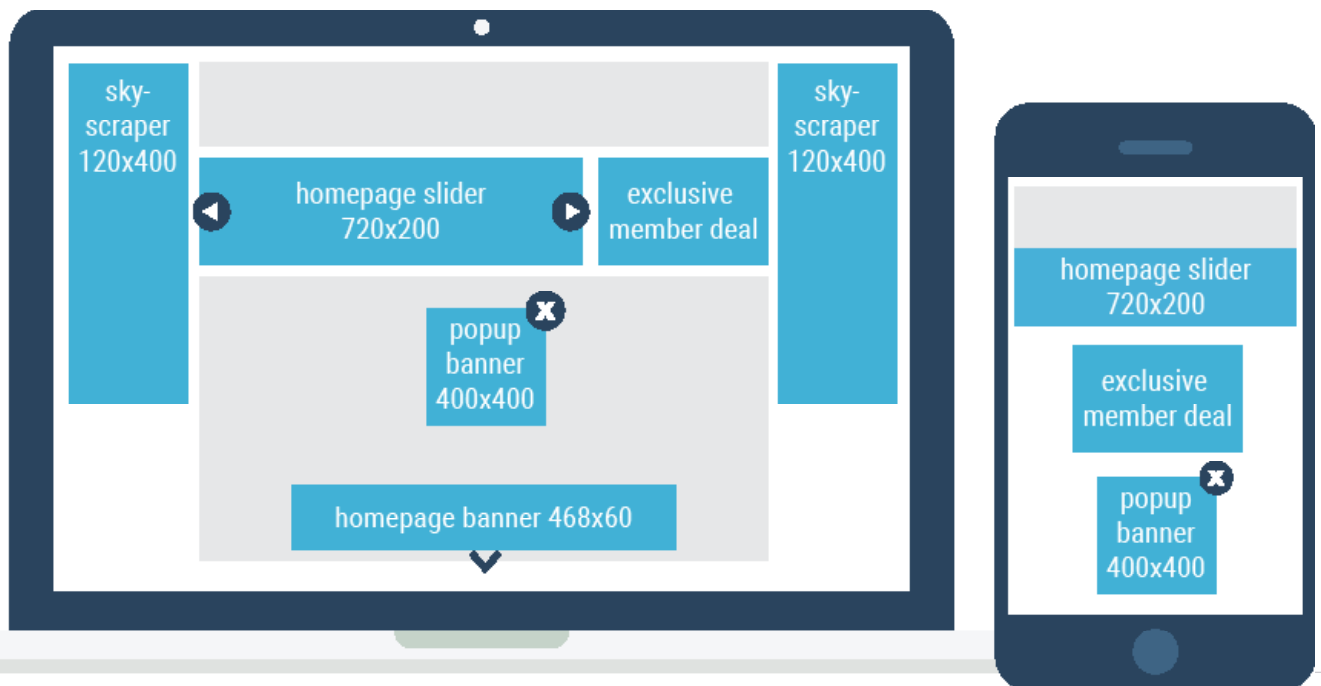 sky-
scraper
120x400
homepage slider
720x200
exclusive
member deal
sky-
scraper
120x400
popup
banner
400x400
X
homepage banner 468x60
homepage slider
720x200
exclusive
member deal
popup
banner
400x400
X